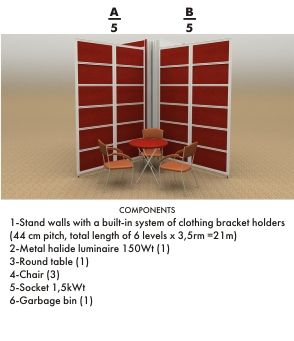 A B
5 5
COMPONENTS
1-Stand walls with a built-in system of clothing bracket holders
(44 cm pitch, total length of 6 levels x 3,5rm =21m)
2-Metal halide luminaire 150Wt (1)
3-Round table (1)
4-Chair (3)
5-Socket 1,5kWt
6-Garbage bin (1)